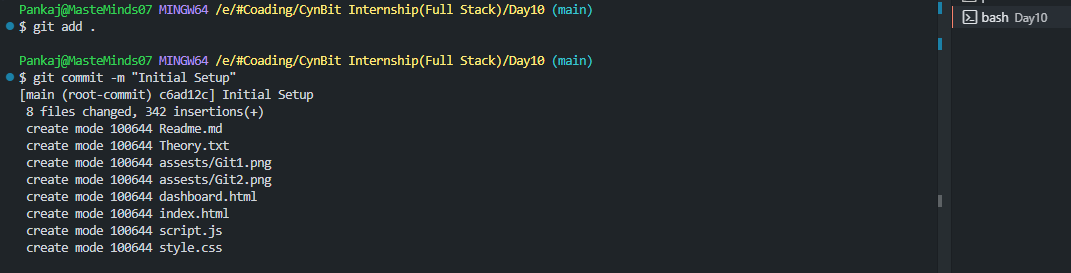 Pankaj@MasteMinds07 MINGW64 /e/#Coading/CynBit Internship(Full Stack)/Day10 (main)
$ git add .
Pankaj@MasteMinds07 MINGW64 /e/#Coading/CynBit Internship(Full Stack)/Day10 (main)
$ git commit -m "Initial Setup"
[main (root-commit) c6ad12c] Initial Setup
 8 files changed, 342 insertions(+)
 create mode 100644 Readme.md
 create mode 100644 Theory.txt
 create mode 100644 assests/Git1.png
 create mode 100644 assests/Git2.png
 create mode 100644 dashboard.html
 create mode 100644 index.html
 create mode 100644 script.js
 create mode 100644 style.css
bash Day10